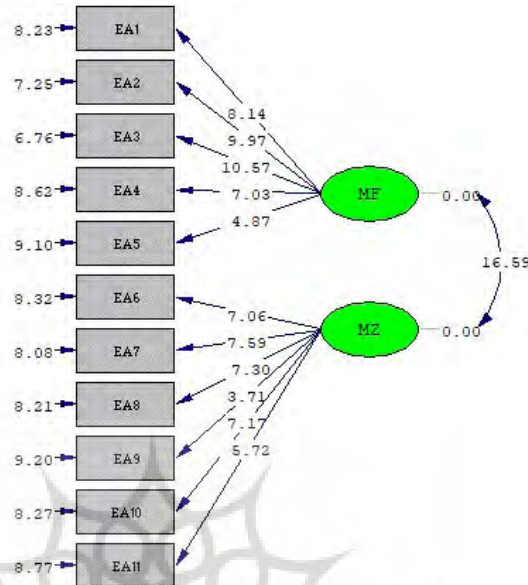 8.23 EA1
7.25 EA2
8.14
6.76 EA3
9.97
10.57
8.62 EA4
7.03
MF 0.00
4.87
9.10 EA5
16.59
8.32 EA6
7.06
MZ 0.00
8.08 EA7
7.59
7.30
8.21 EA8
3.71
7.17
9.20 EA9
5.72
8.27 EA10
8.77 EA11